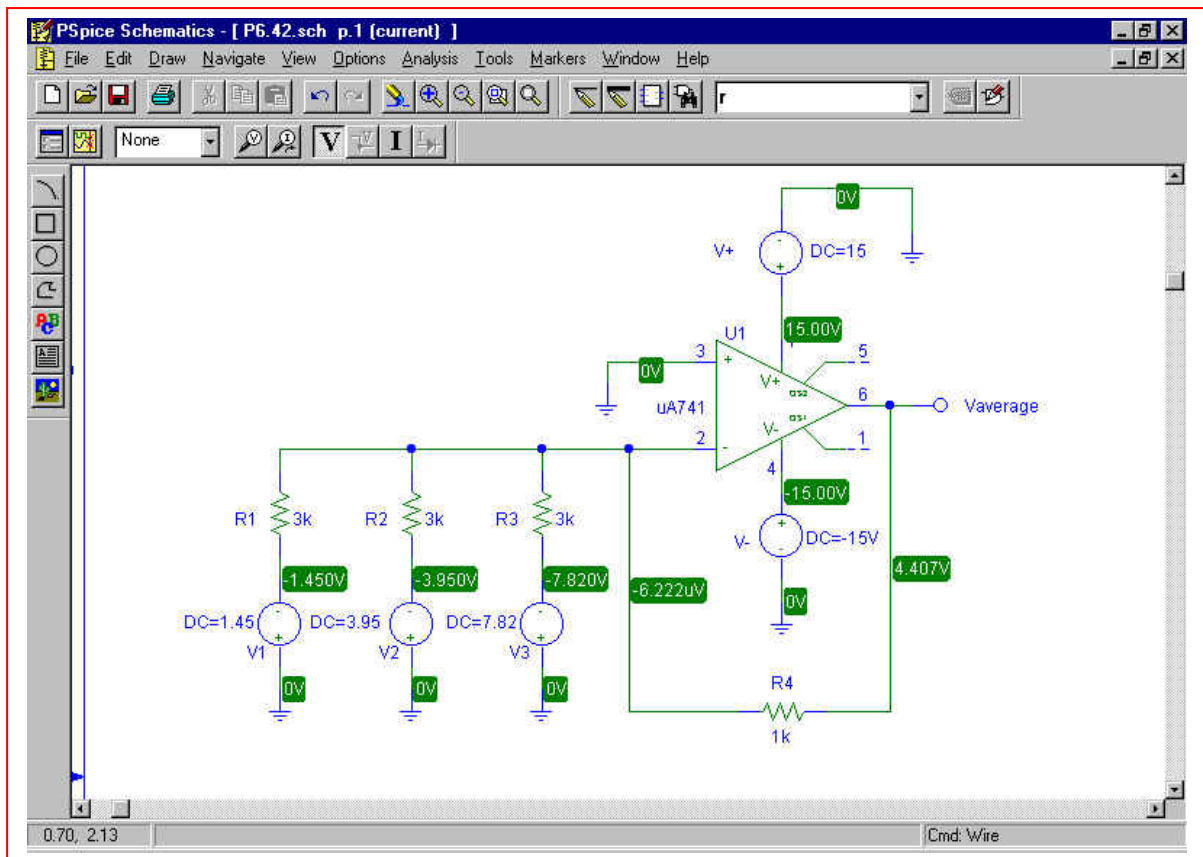 PSpice Schematics - [ P6.42.sch p.1 (current) ]
File Edit Draw Navigate View Options Analysis Tools Markers Window Help
r
None V I
0V
V+ DC=15
15.00V
U1
3 + V+ OS2 5
0V
uA741 6 Vaverage
2 - V- OS1 1
4
-15.00V
R1 3k R2 3k R3 3k
V- DC=-15V
4.407V
-1.450V -3.950V -7.820V -6.222uV
0V
DC=1.45 DC=3.95 DC=7.82
V1 V2 V3
0V 0V 0V
R4
1k
0.70, 2.13 Cmd: Wire